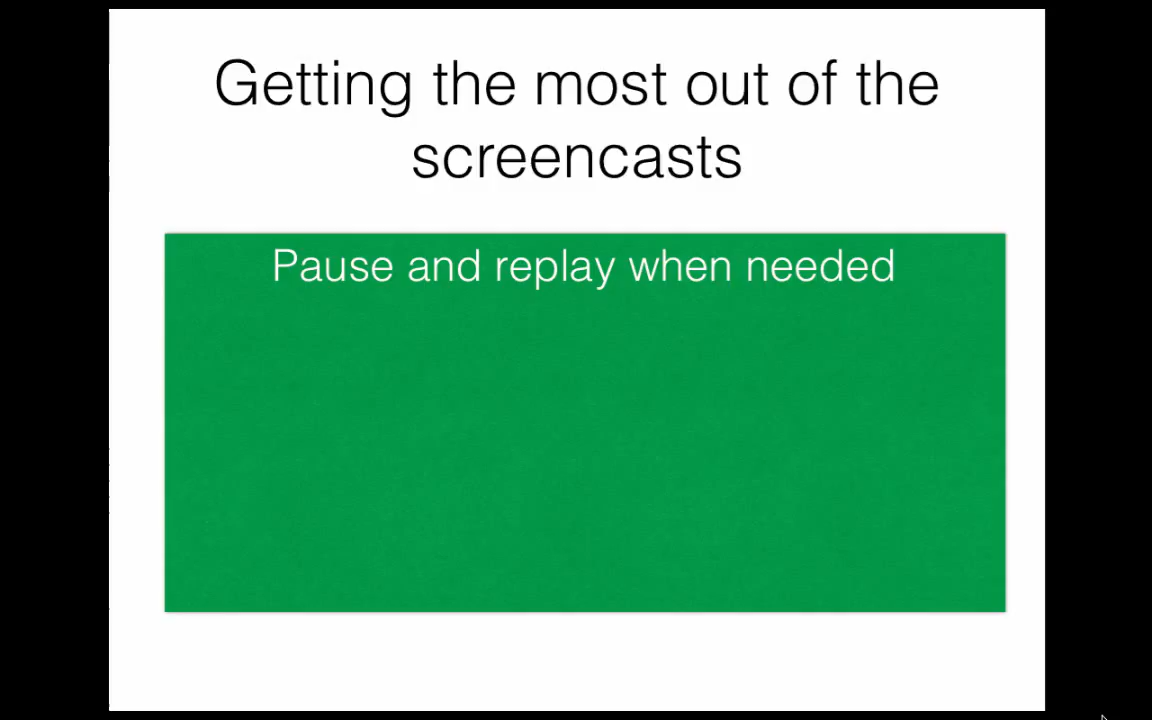 Getting the most out of the
screencasts
Pause and replay when needed